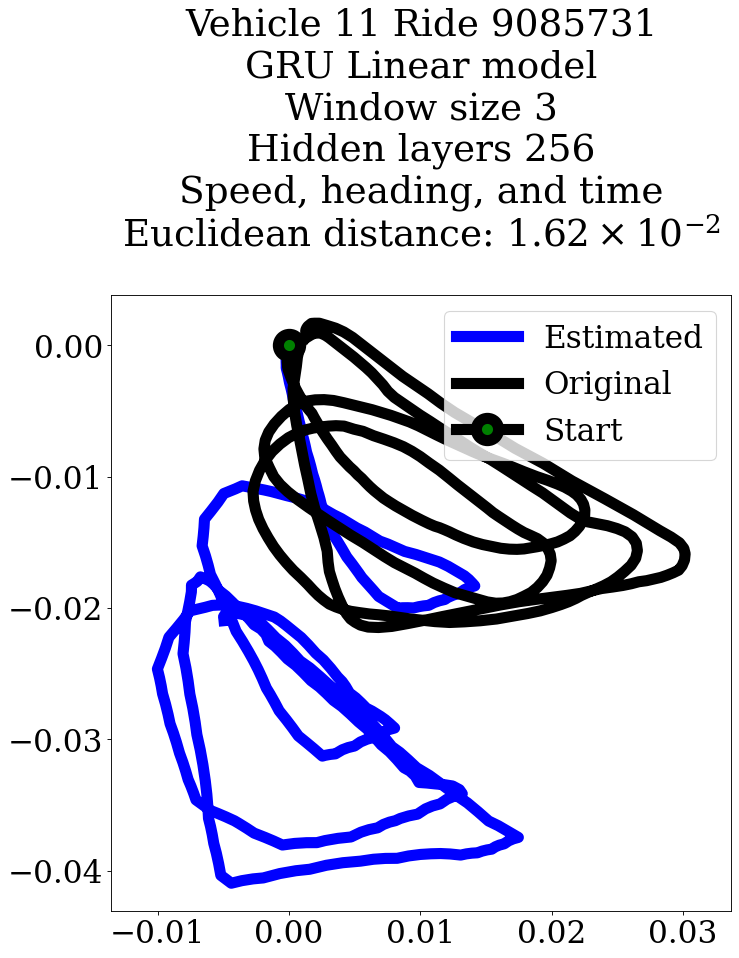 Vehicle 11 Ride 9085731
GRU Linear model
Window size 3
Hidden layers 256
Speed, heading, and time
Euclidean distance: 1.62 × 10⁻²
Estimated
Original
Start
0.00
−0.01
−0.02
−0.03
−0.04
−0.01 0.00 0.01 0.02 0.03